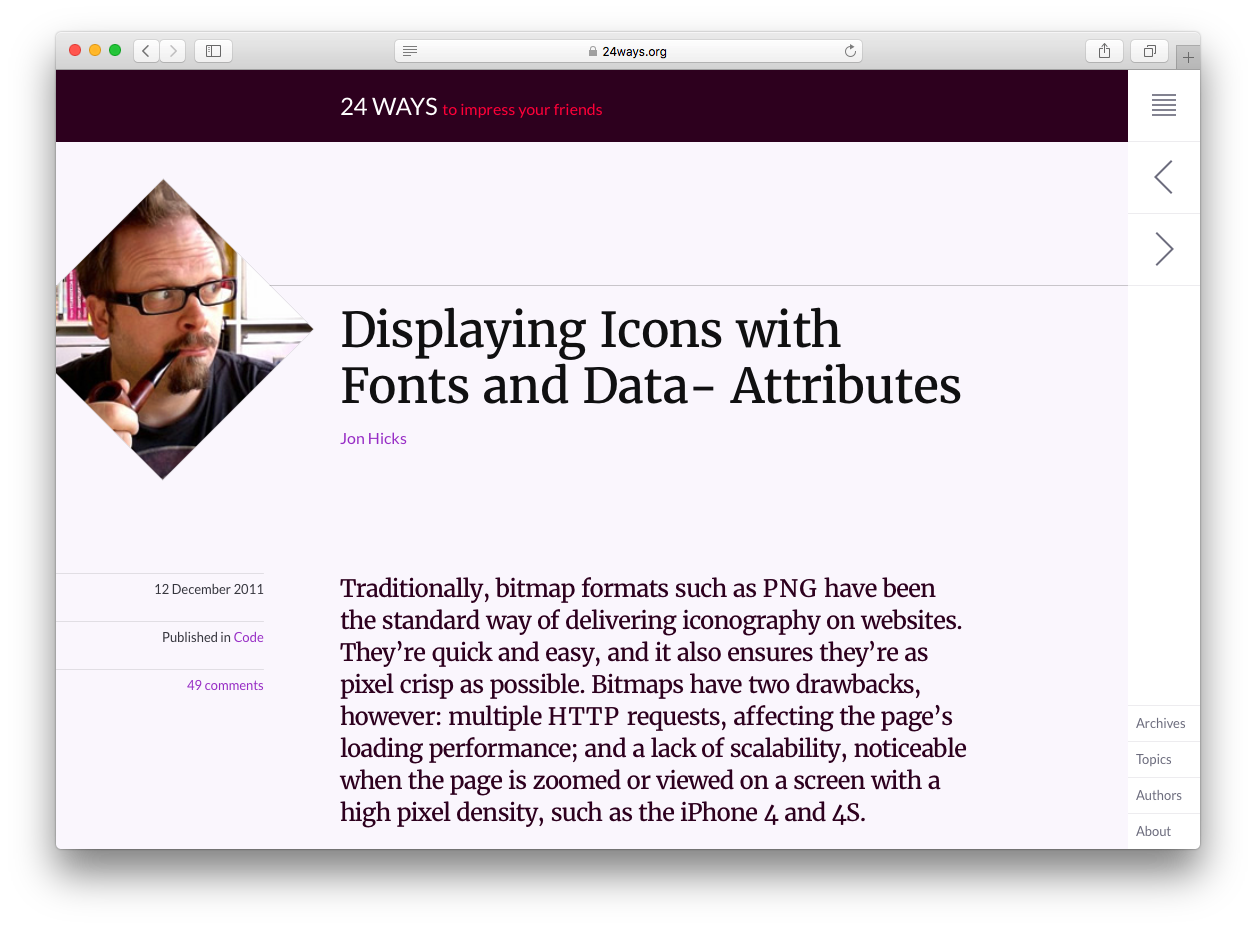 24ways.org
24 WAYS to impress your friends
Displaying Icons with
Fonts and Data- Attributes
Jon Hicks
12 December 2011
Published in Code
49 comments
Traditionally, bitmap formats such as PNG have been
the standard way of delivering iconography on websites.
They’re quick and easy, and it also ensures they’re as
pixel crisp as possible. Bitmaps have two drawbacks,
however: multiple HTTP requests, affecting the page’s
loading performance; and a lack of scalability, noticeable
when the page is zoomed or viewed on a screen with a
high pixel density, such as the iPhone 4 and 4S.
Archives
Topics
Authors
About